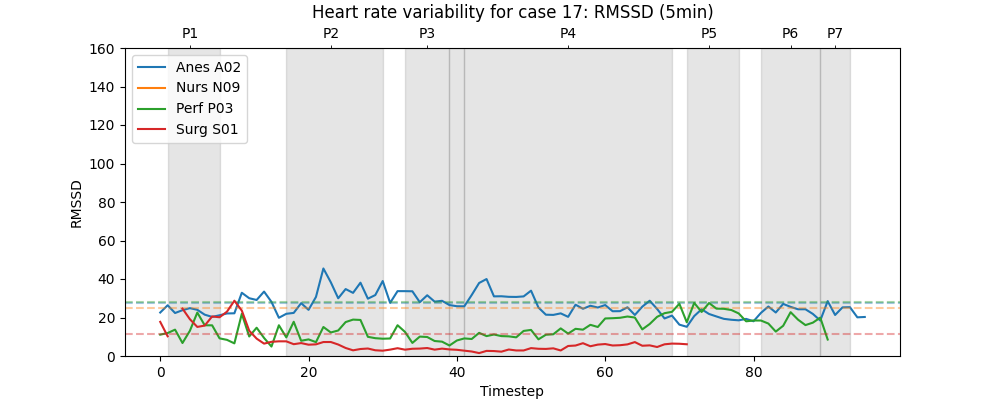 Heart rate variability for case 17: RMSSD (5min)
P1 P2 P3 P4 P5 P6 P7
160
140
120
100
80
60
40
20
0
RMSSD
Anes A02
Nurs N09
Perf P03
Surg S01
0 20 40 60 80
Timestep